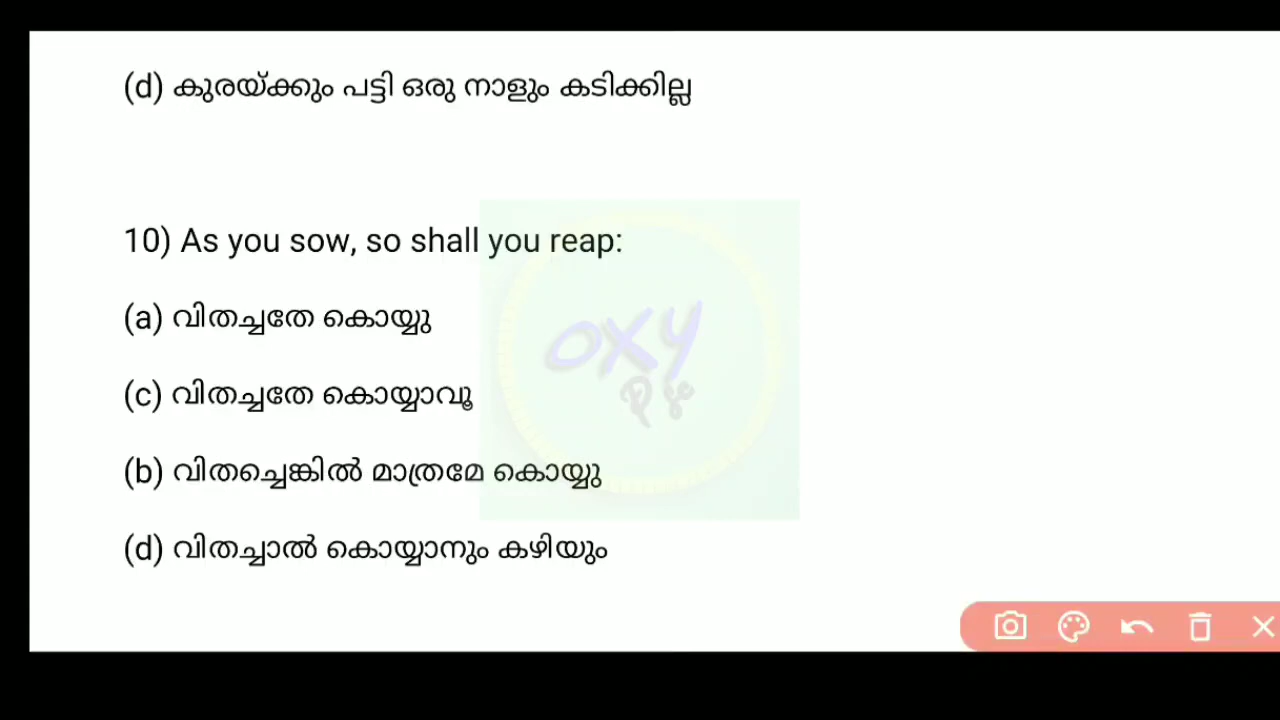 (d) കുരയ്ക്കും പട്ടി ഒരു നാളും കടിക്കില്ല
10) As you sow, so shall you reap:
(a) വിതച്ചതേ കൊയ്യു
(c) വിതച്ചതേ കൊയ്യാവൂ
(b) വിതച്ചെങ്കിൽ മാത്രമേ കൊയ്യു
(d) വിതച്ചാൽ കൊയ്യാനും കഴിയും
oxy